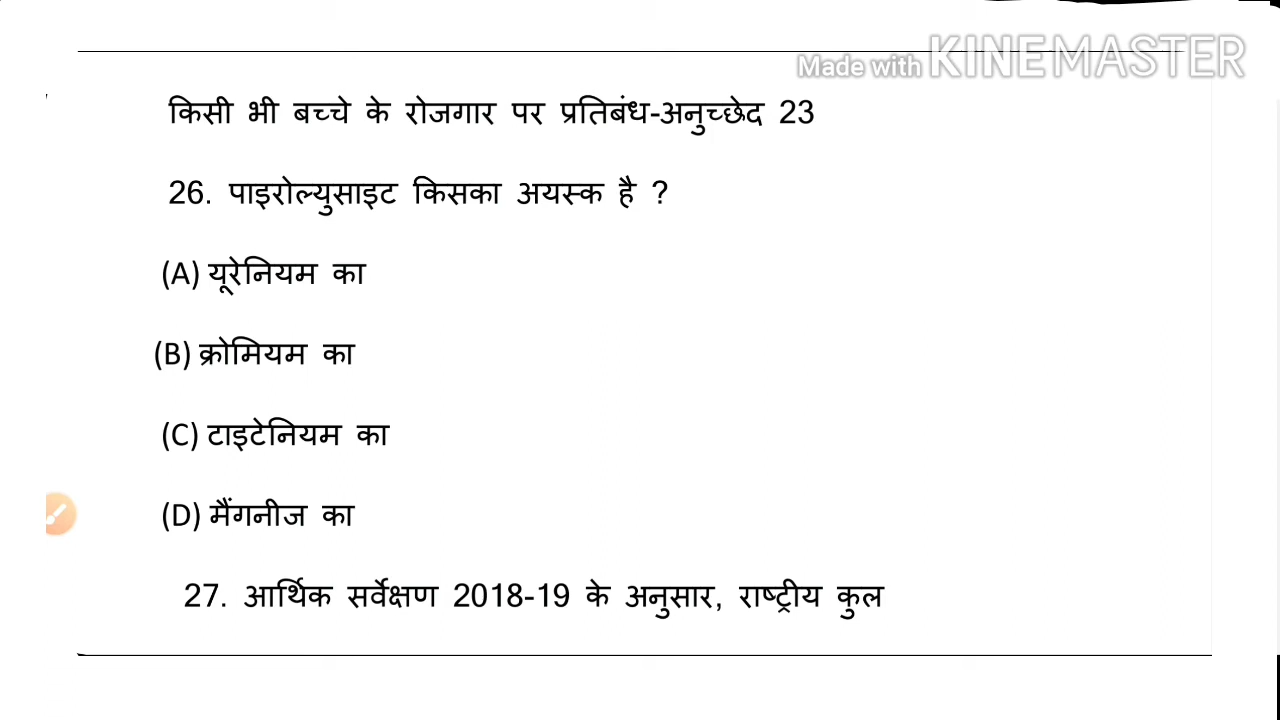 Made with KINEMASTER
किसी भी बच्चे के रोजगार पर प्रतिबंध-अनुच्छेद 23
26. पाइरोल्युसाइट किसका अयस्क है ?
(A) यूरेनियम का
(B) क्रोमियम का
(C) टाइटेनियम का
(D) मैंगनीज का
27. आर्थिक सर्वेक्षण 2018-19 के अनुसार, राष्ट्रीय कुल